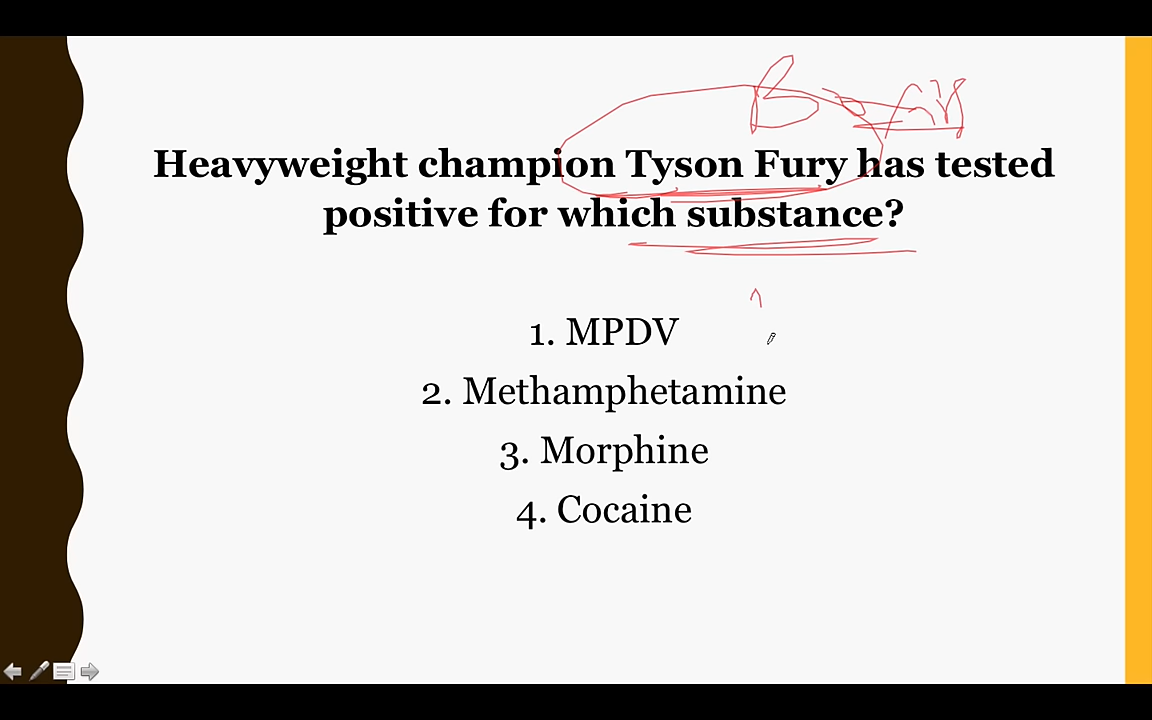 Heavyweight champion Tyson Fury has tested
positive for which substance?
1. MPDV
2. Methamphetamine
3. Morphine
4. Cocaine